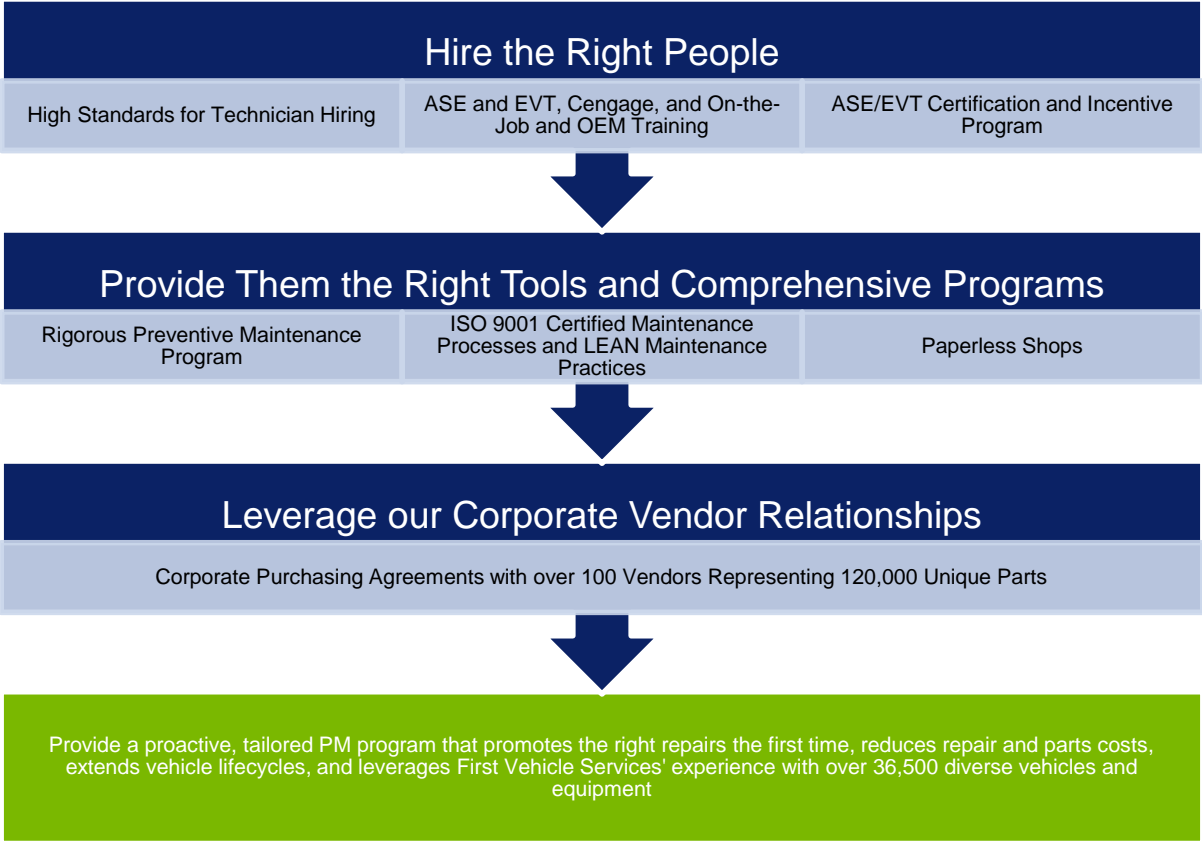 Hire the Right People
High Standards for Technician Hiring
ASE and EVT, Cengage, and On-the-
Job and OEM Training
ASE/EVT Certification and Incentive
Program
Provide Them the Right Tools and Comprehensive Programs
Rigorous Preventive Maintenance
Program
ISO 9001 Certified Maintenance
Processes and LEAN Maintenance
Practices
Paperless Shops
Leverage our Corporate Vendor Relationships
Corporate Purchasing Agreements with over 100 Vendors Representing 120,000 Unique Parts
Provide a proactive, tailored PM program that promotes the right repairs the first time, reduces repair and parts costs,
extends vehicle lifecycles, and leverages First Vehicle Services' experience with over 36,500 diverse vehicles and
equipment